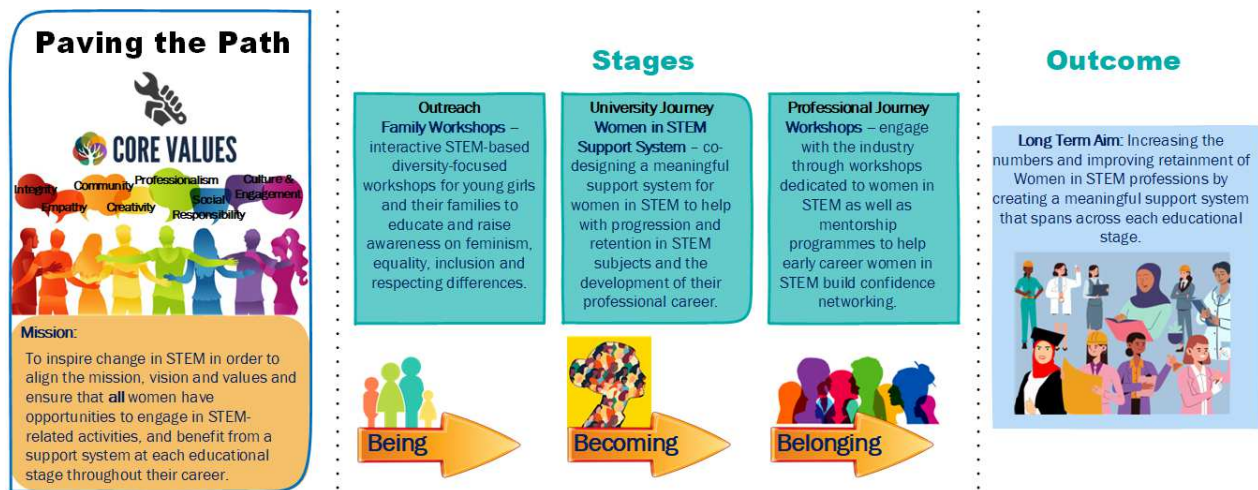 Paving the Path
CORE VALUES
Integrity
Empathy
Community
Creativity
Professionalism
Social
Responsibility
Culture &
Engagement
Mission:
To inspire change in STEM in order to
align the mission, vision and values and
ensure that all women have
opportunities to engage in STEM-
related activities, and benefit from a
support system at each educational
stage throughout their career.
Stages
Outreach
Family Workshops –
interactive STEM-based
diversity-focused
workshops for young girls
and their families to
educate and raise
awareness on feminism,
equality, inclusion and
respecting differences.
University Journey
Women in STEM
Support System – co-
designing a meaningful
support system for
women in STEM to help
with progression and
retention in STEM
subjects and the
development of their
professional career.
Professional Journey
Workshops – engage
with the industry
through workshops
dedicated to women in
STEM as well as
mentorship
programmes to help
early career women in
STEM build confidence
networking.
Being
Becoming
Belonging
Outcome
Long Term Aim: Increasing the
numbers and improving retainment of
Women in STEM professions by
creating a meaningful support system
that spans across each educational
stage.